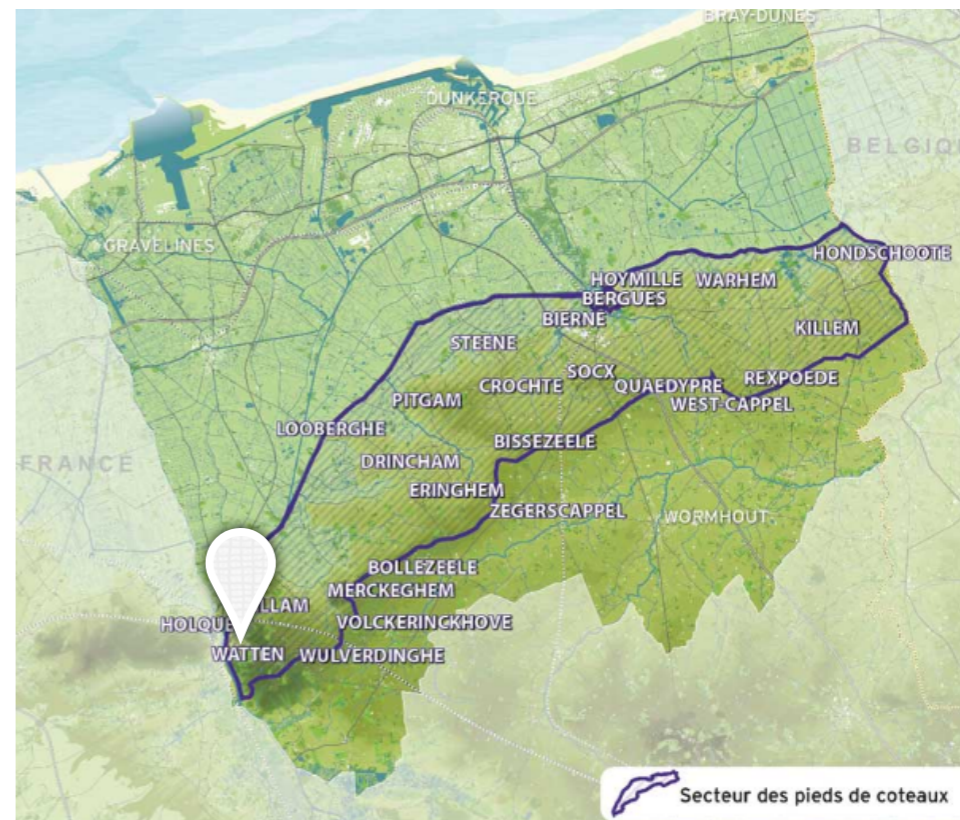 BRAY-DUNES
DUNKERQUE
BELGIQ
GRAVELINES
HONDSCHOOTE
HOYMILLE
WARHEM
BERGUES
BIERNE
KILLEM
STEENE
SOCX
CROCHTE
QUAEDYPRE
REXPOEDE
PITGAM
WEST-CAPPEL
LOOBERGHE
BISSEZEELE
FRANCE
DRINCHAM
ERINGHEM
ZEGERSCAPPEL
WORMHOUT
BOLLEZEELE
MERCKEGHEM
LLAM
HOLQUE
VOLCKERINCKHOVE
WATTEN
WULVERDINGHE
Secteur des pieds de coteaux